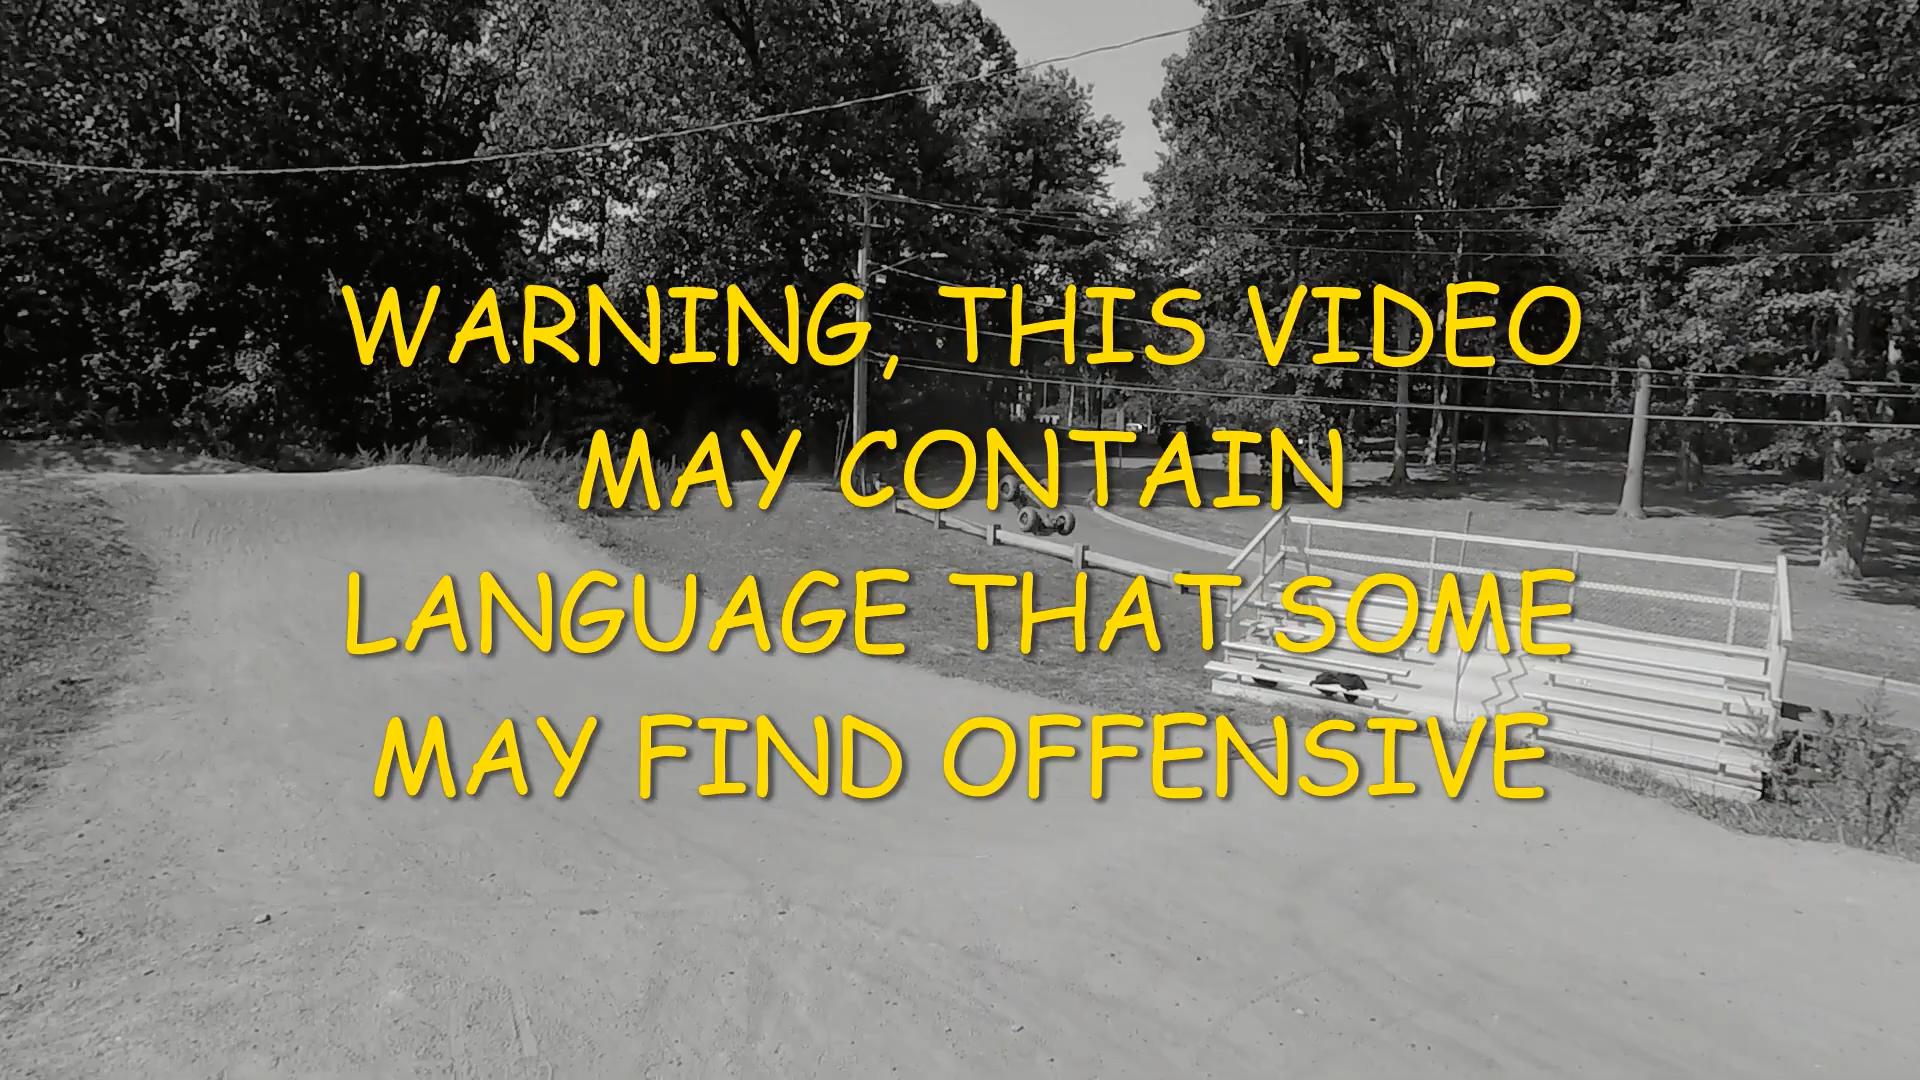 WARNING, THIS VIDEO
MAY CONTAIN
LANGUAGE THAT SOME
MAY FIND OFFENSIVE